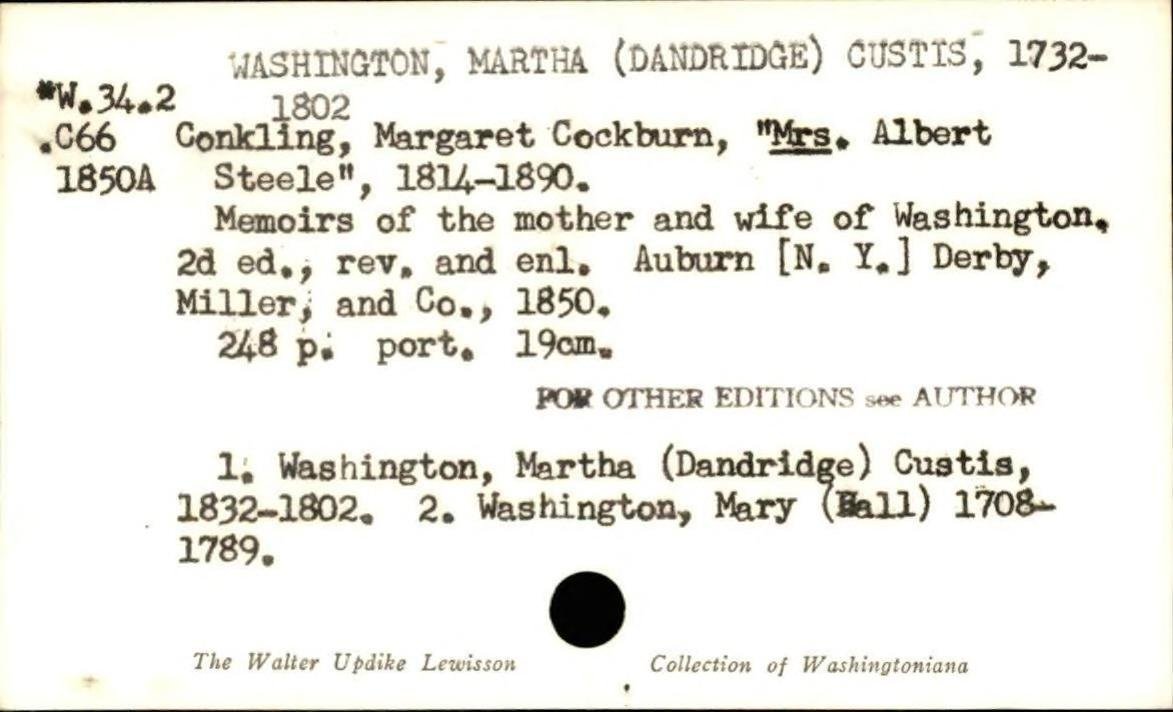 WASHINGTON, MARTHA (DANDRIDGE) CUSTIS, 1732-
*W.34.2 1802
.C66 Conkling, Margaret Cockburn, "Mrs. Albert
1850A Steele", 1814-1890.
Memoirs of the mother and wife of Washington.
2d ed., rev. and enl. Auburn [N. Y.] Derby,
Miller, and Co., 1850.
248 p. port. 19cm.
FOR OTHER EDITIONS see AUTHOR
1. Washington, Martha (Dandridge) Custis,
1832-1802. 2. Washington, Mary (Ball) 1708-
1789.
The Walter Updike Lewisson Collection of Washingtoniana